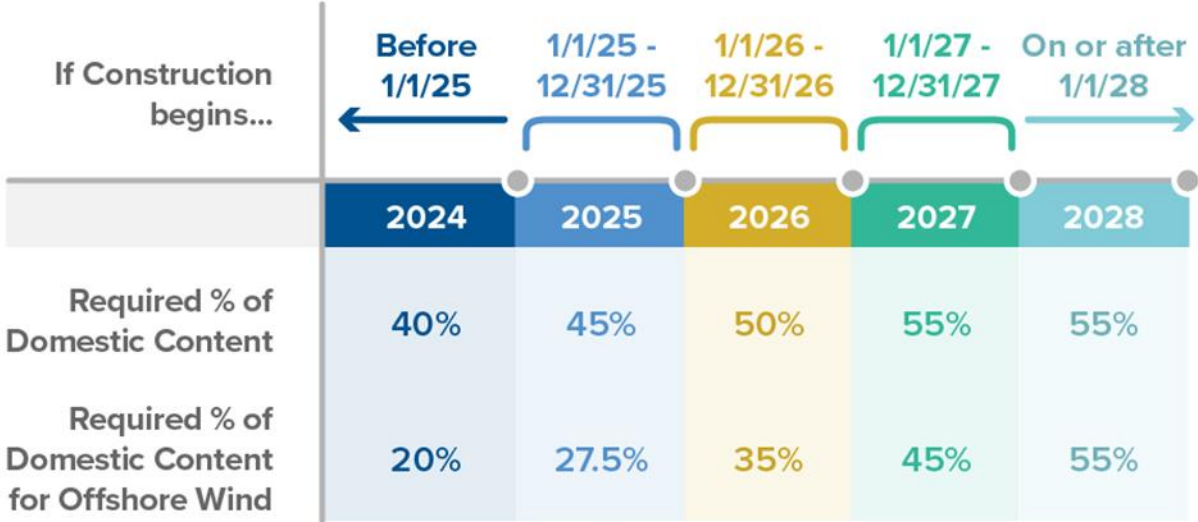 If Construction
begins...
Before
1/1/25
1/1/25 -
12/31/25
1/1/26 -
12/31/26
1/1/27 -
12/31/27
On or after
1/1/28
2024 2025 2026 2027 2028
Required % of
Domestic Content
40% 45% 50% 55% 55%
Required % of
Domestic Content
for Offshore Wind
20% 27.5% 35% 45% 55%